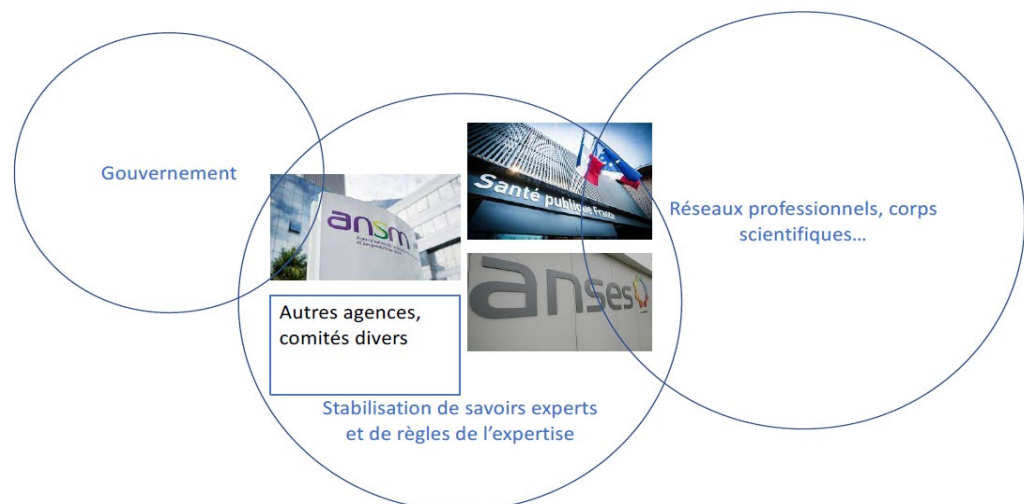 Gouvernement
ansm
Santé publique France
anses
Réseaux professionnels, corps
scientifiques…
Autres agences,
comités divers
Stabilisation de savoirs experts
et de règles de l’expertise